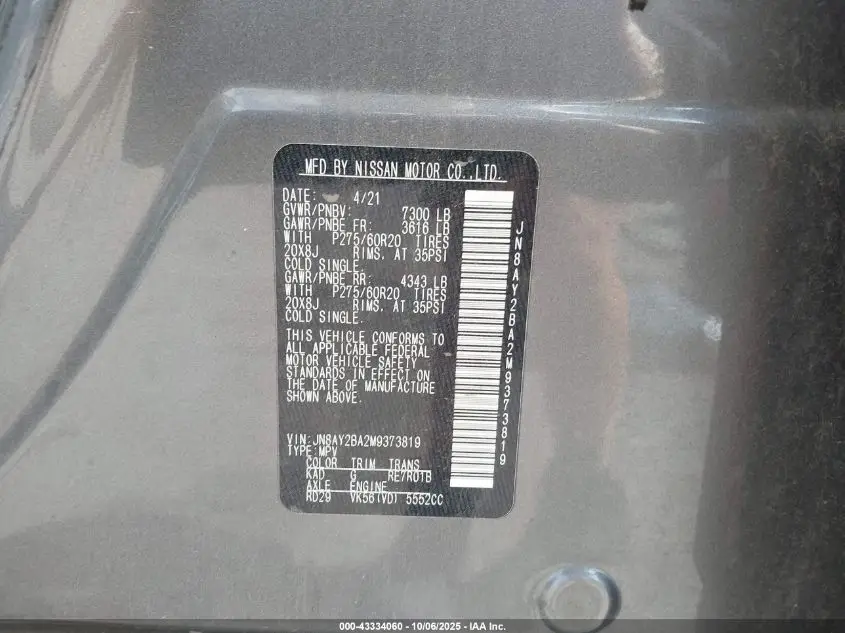 MFD BY NISSAN MOTOR CO.,LTD.
DATE: 4/21
GVWR/PNBV: 7300 LB
GAWR/PNBE FR: 3616 LB
WITH P275/60R20 TIRES
20X8J RIMS. AT 35PSI
COLD SINGLE.
GAWR/PNBE RR: 4343 LB
WITH P275/60R20 TIRES
20X8J RIMS. AT 35PSI
COLD SINGLE.
THIS VEHICLE CONFORMS TO
ALL APPLICABLE FEDERAL
MOTOR VEHICLE SAFETY
STANDARDS IN EFFECT ON
THE DATE OF MANUFACTURE
SHOWN ABOVE.
VIN:JN8AY2BA2M9373819
TYPE:MPV
COLOR TRIM TRANS
KAD G RE7R01B
AXLE ENGINE
RD29 VK56(VD) 5552CC
JN8AY2BA2M9373819
000-43334060 - 10/06/2025 - IAA Inc.